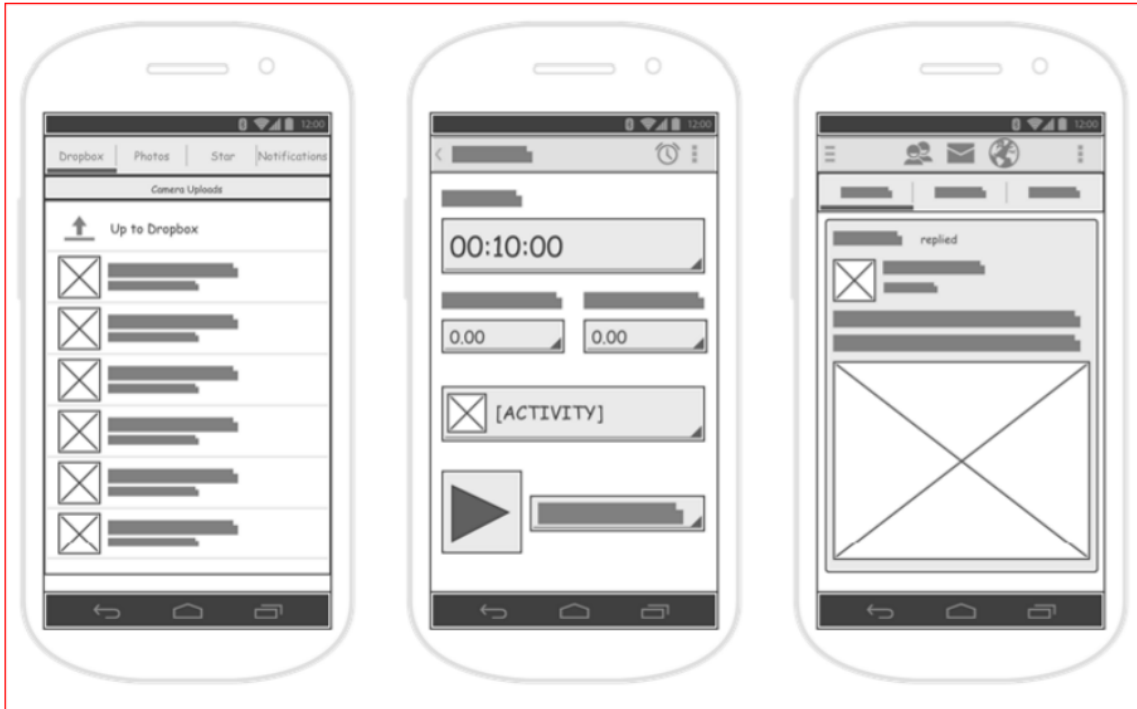 12:00
Dropbox Photos Star Notifications
Camera Uploads
Up to Dropbox
12:00
00:10:00
0.00 0.00
[ACTIVITY]
12:00
replied